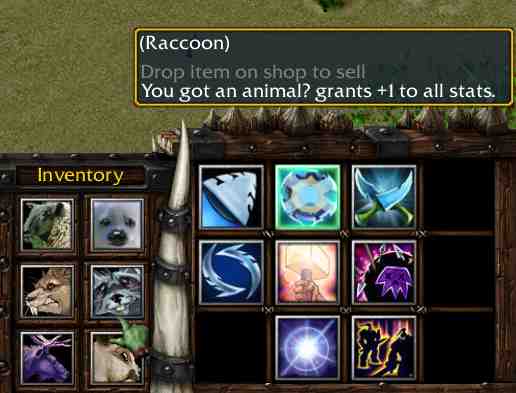 (Raccoon)
Drop item on shop to sell
You got an animal? grants +1 to all stats.
Inventory